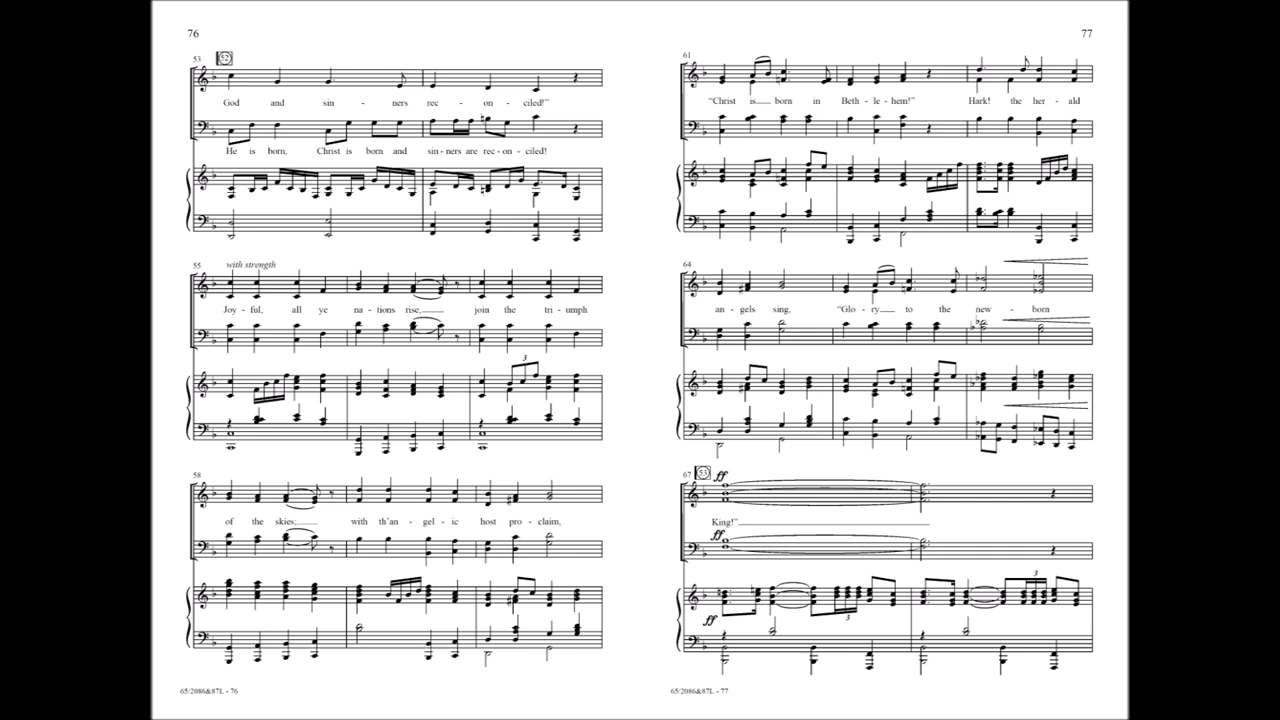 76
53 52
God and sin - ners rec - on - ciled!"
He is born, Christ is born and sin - ners are rec - on - ciled!
55 with strength
Joy - ful, all ye na - tions rise, join the tri - umph
3
58
of the skies; with th'an - gel - ic host pro - claim,
65/2086&87L - 76
77
61
"Christ is born in Beth - le - hem!" Hark! the her - ald
64
an - gels sing, "Glo - ry to the new - born
67 53 ff
King!"
ff
ff 3 3
65/2086&87L - 77